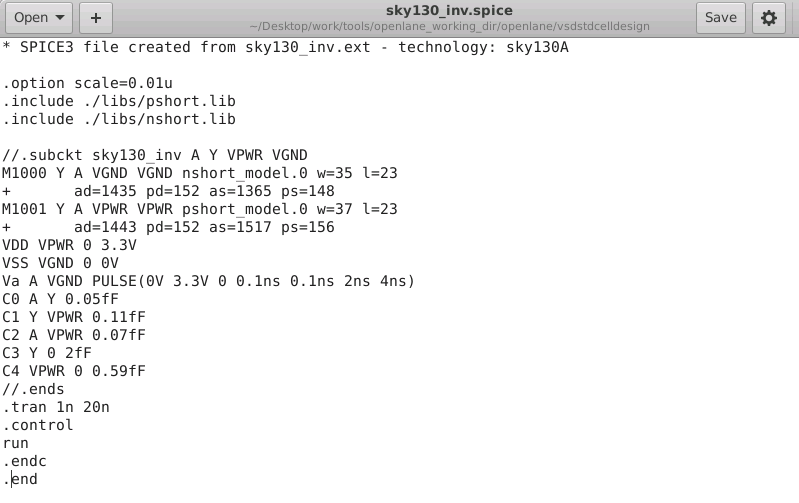 Open
+
sky130_inv.spice
~/Desktop/work/tools/openlane_working_dir/openlane/vsdstdcelldesign
Save
* SPICE3 file created from sky130_inv.ext - technology: sky130A
.option scale=0.01u
.include ./libs/pshort.lib
.include ./libs/nshort.lib
//.subckt sky130_inv A Y VPWR VGND
M1000 Y A VGND VGND nshort_model.0 w=35 l=23
+       ad=1435 pd=152 as=1365 ps=148
M1001 Y A VPWR VPWR pshort_model.0 w=37 l=23
+       ad=1443 pd=152 as=1517 ps=156
VDD VPWR 0 3.3V
VSS VGND 0 0V
Va A VGND PULSE(0V 3.3V 0 0.1ns 0.1ns 2ns 4ns)
C0 A Y 0.05fF
C1 Y VPWR 0.11fF
C2 A VPWR 0.07fF
C3 Y 0 2fF
C4 VPWR 0 0.59fF
//.ends
.tran 1n 20n
.control
run
.endc
.end